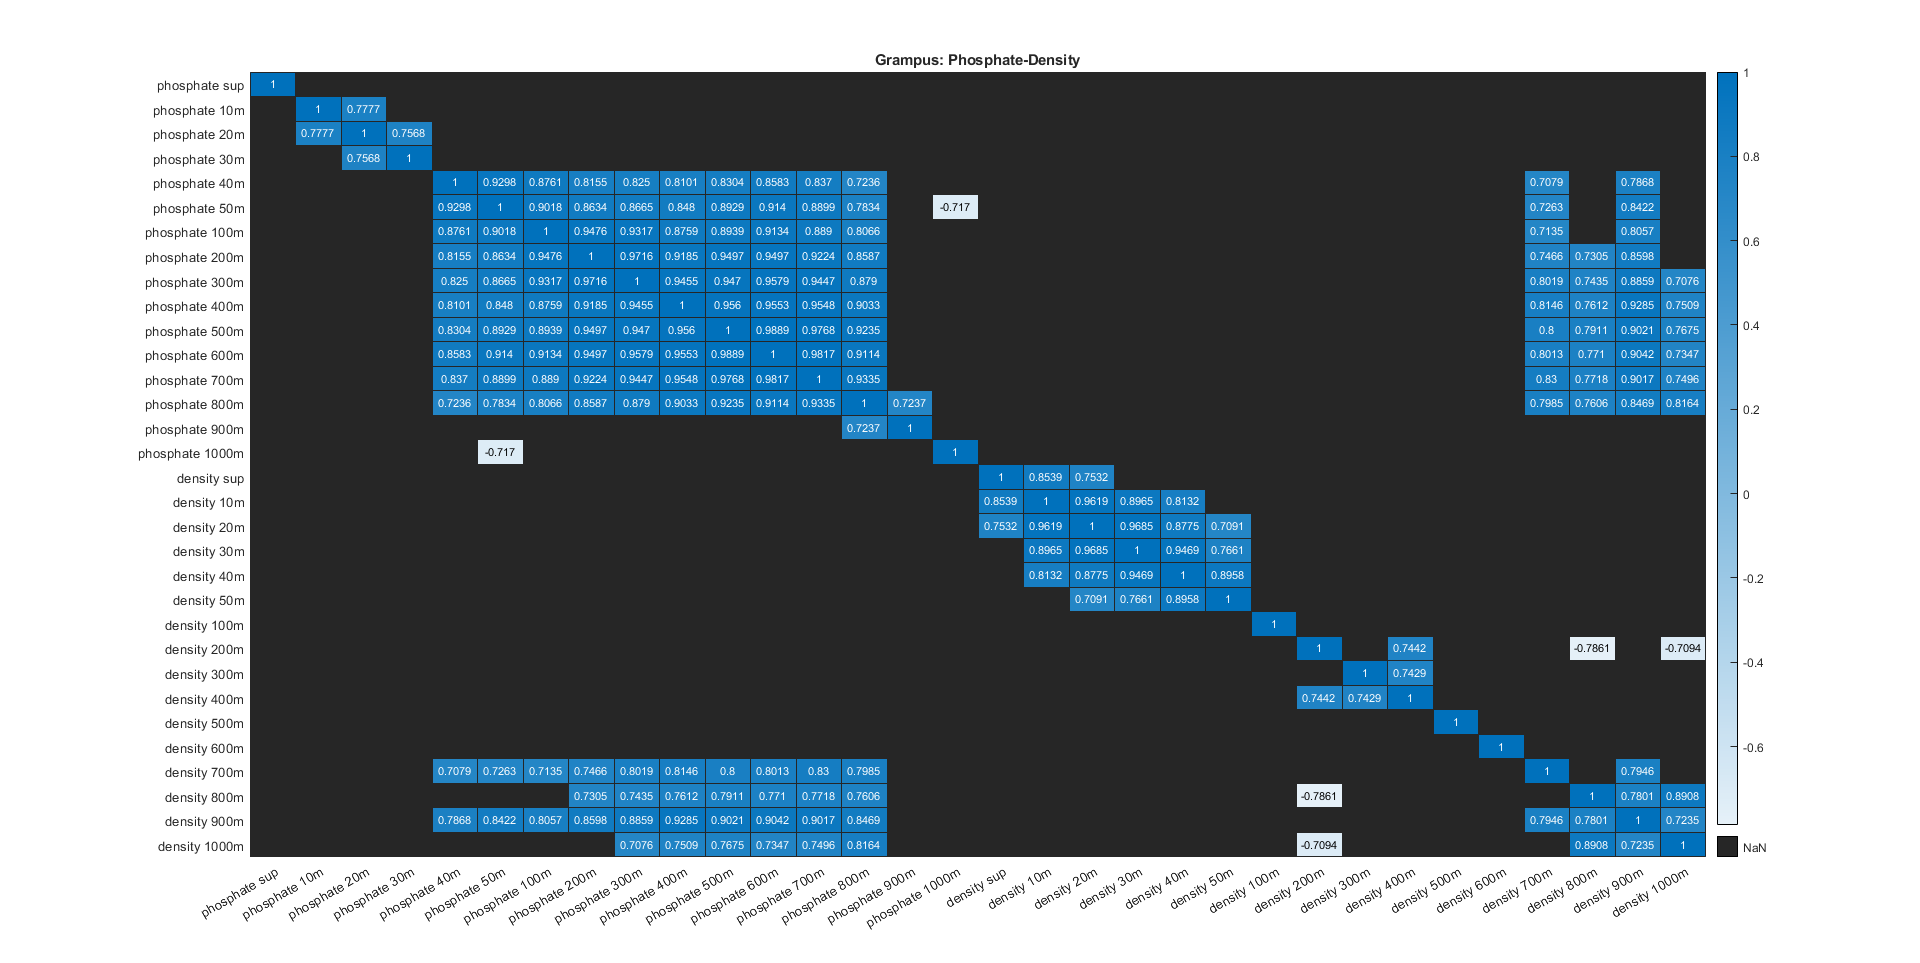 Grampus: Phosphate-Density
phosphate sup 1
phosphate 10m 1 0.7777
phosphate 20m 0.7777 1 0.7568
phosphate 30m 0.7568 1
phosphate 40m 1 0.9298 0.8761 0.8155 0.825 0.8101 0.8304 0.8583 0.837 0.7236 0.7079 0.7868
phosphate 50m 0.9298 1 0.9018 0.8634 0.8665 0.848 0.8929 0.914 0.8899 0.7834 -0.717 0.7263 0.8422
phosphate 100m 0.8761 0.9018 1 0.9476 0.9317 0.8759 0.8939 0.9134 0.889 0.8066 0.7135 0.8057
phosphate 200m 0.8155 0.8634 0.9476 1 0.9716 0.9185 0.9497 0.9497 0.9224 0.8587 0.7466 0.7305 0.8598
phosphate 300m 0.825 0.8665 0.9317 0.9716 1 0.9455 0.947 0.9579 0.9447 0.879 0.8019 0.7435 0.8859 0.7076
phosphate 400m 0.8101 0.848 0.8759 0.9185 0.9455 1 0.956 0.9553 0.9548 0.9033 0.8146 0.7612 0.9285 0.7509
phosphate 500m 0.8304 0.8929 0.8939 0.9497 0.947 0.956 1 0.9889 0.9768 0.9235 0.8 0.7911 0.9021 0.7675
phosphate 600m 0.8583 0.914 0.9134 0.9497 0.9579 0.9553 0.9889 1 0.9817 0.9114 0.8013 0.771 0.9042 0.7347
phosphate 700m 0.837 0.8899 0.889 0.9224 0.9447 0.9548 0.9768 0.9817 1 0.9335 0.83 0.7718 0.9017 0.7496
phosphate 800m 0.7236 0.7834 0.8066 0.8587 0.879 0.9033 0.9235 0.9114 0.9335 1 0.7237 0.7985 0.7606 0.8469 0.8164
phosphate 900m 0.7237 1
phosphate 1000m -0.717 1
density sup 1 0.8539 0.7532
density 10m 0.8539 1 0.9619 0.8965 0.8132
density 20m 0.7532 0.9619 1 0.9685 0.8775 0.7091
density 30m 0.8965 0.9685 1 0.9469 0.7661
density 40m 0.8132 0.8775 0.9469 1 0.8958
density 50m 0.7091 0.7661 0.8958 1
density 100m 1
density 200m 1 0.7442 -0.7861 -0.7094
density 300m 1 0.7429
density 400m 0.7442 0.7429 1
density 500m 1
density 600m 1
density 700m 0.7079 0.7263 0.7135 0.7466 0.8019 0.8146 0.8 0.8013 0.83 0.7985 1 0.7946
density 800m 0.7305 0.7435 0.7612 0.7911 0.771 0.7718 0.7606 -0.7861 1 0.7801 0.8908
density 900m 0.7868 0.8422 0.8057 0.8598 0.8859 0.9285 0.9021 0.9042 0.9017 0.8469 0.7946 0.7801 1 0.7235
density 1000m 0.7076 0.7509 0.7675 0.7347 0.7496 0.8164 -0.7094 0.8908 0.7235 1
phosphate sup
phosphate 10m
phosphate 20m
phosphate 30m
phosphate 40m
phosphate 50m
phosphate 100m
phosphate 200m
phosphate 300m
phosphate 400m
phosphate 500m
phosphate 600m
phosphate 700m
phosphate 800m
phosphate 900m
phosphate 1000m
density sup
density 10m
density 20m
density 30m
density 40m
density 50m
density 100m
density 200m
density 300m
density 400m
density 500m
density 600m
density 700m
density 800m
density 900m
density 1000m
1
0.8
0.6
0.4
0.2
0
-0.2
-0.4
-0.6
NaN